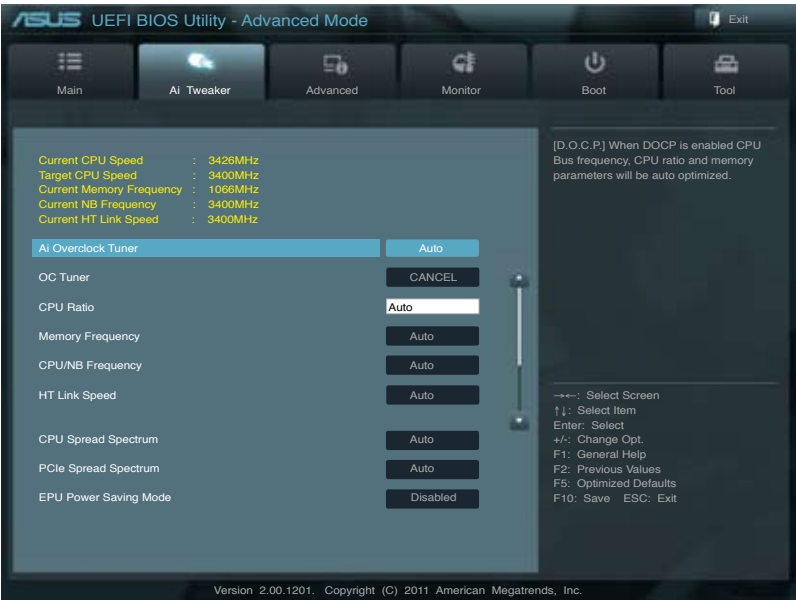 ASUS UEFI BIOS Utility - Advanced Mode
Exit
Main
Ai Tweaker
Advanced
Monitor
Boot
Tool
Current CPU Speed : 3426MHz
Target CPU Speed : 3400MHz
Current Memory Frequency : 1066MHz
Current NB Frequency : 3400MHz
Current HT Link Speed : 3400MHz
Ai Overclock Tuner Auto
OC Tuner CANCEL
CPU Ratio Auto
Memory Frequency Auto
CPU/NB Frequency Auto
HT Link Speed Auto
CPU Spread Spectrum Auto
PCIe Spread Spectrum Auto
EPU Power Saving Mode Disabled
[D.O.C.P.] When DOCP is enabled CPU
Bus frequency, CPU ratio and memory
parameters will be auto optimized.
→←: Select Screen
↑↓: Select Item
Enter: Select
+/-: Change Opt.
F1: General Help
F2: Previous Values
F5: Optimized Defaults
F10: Save ESC: Exit
Version 2.00.1201. Copyright (C) 2011 American Megatrends, Inc.